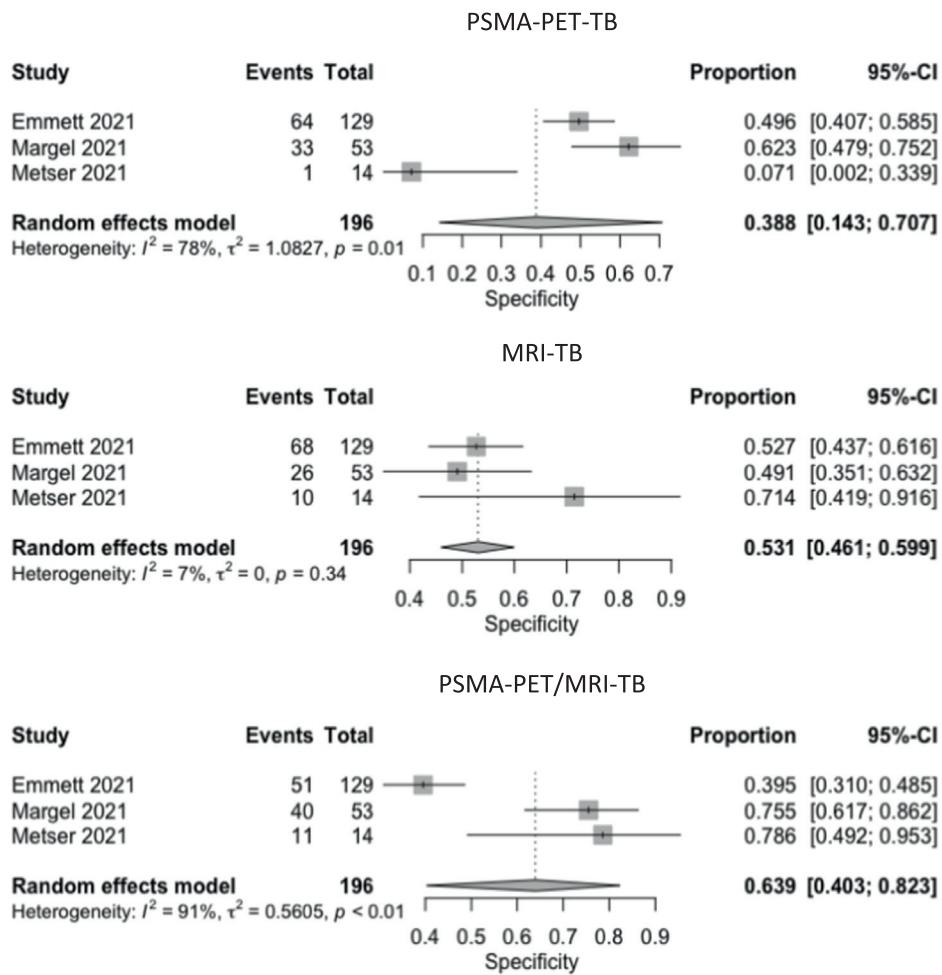 PSMA-PET-TB
Study Events Total Proportion 95%-CI
Emmett 2021 64 129 0.496 [0.407; 0.585]
Margel 2021 33 53 0.623 [0.479; 0.752]
Metser 2021 1 14 0.071 [0.002; 0.339]
Random effects model 196 0.388 [0.143; 0.707]
Heterogeneity: I² = 78%, τ² = 1.0827, p = 0.01
0.1 0.2 0.3 0.4 0.5 0.6 0.7
Specificity
MRI-TB
Study Events Total Proportion 95%-CI
Emmett 2021 68 129 0.527 [0.437; 0.616]
Margel 2021 26 53 0.491 [0.351; 0.632]
Metser 2021 10 14 0.714 [0.419; 0.916]
Random effects model 196 0.531 [0.461; 0.599]
Heterogeneity: I² = 7%, τ² = 0, p = 0.34
0.4 0.5 0.6 0.7 0.8 0.9
Specificity
PSMA-PET/MRI-TB
Study Events Total Proportion 95%-CI
Emmett 2021 51 129 0.395 [0.310; 0.485]
Margel 2021 40 53 0.755 [0.617; 0.862]
Metser 2021 11 14 0.786 [0.492; 0.953]
Random effects model 196 0.639 [0.403; 0.823]
Heterogeneity: I² = 91%, τ² = 0.5605, p < 0.01
0.4 0.5 0.6 0.7 0.8 0.9
Specificity